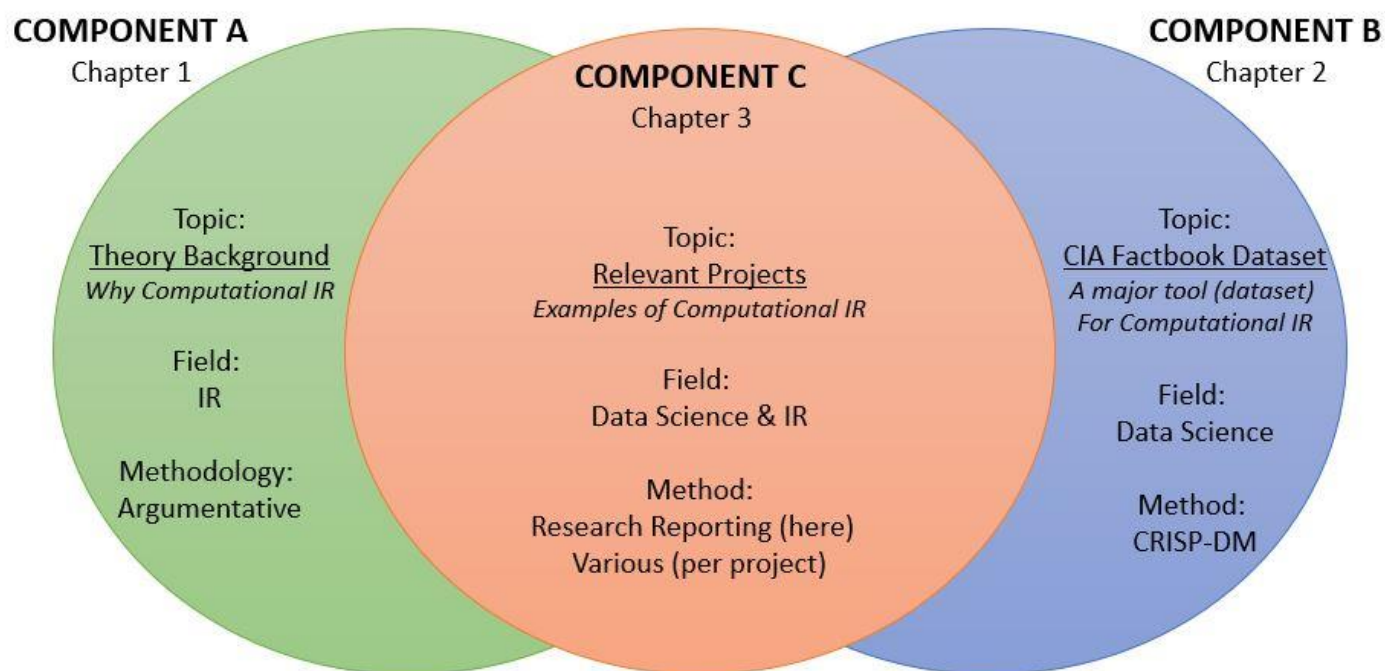 COMPONENT A
Chapter 1
Topic:
Theory Background
Why Computational IR
Field:
IR
Methodology:
Argumentative
COMPONENT C
Chapter 3
Topic:
Relevant Projects
Examples of Computational IR
Field:
Data Science & IR
Method:
Research Reporting (here)
Various (per project)
COMPONENT B
Chapter 2
Topic:
CIA Factbook Dataset
A major tool (dataset)
For Computational IR
Field:
Data Science
Method:
CRISP-DM